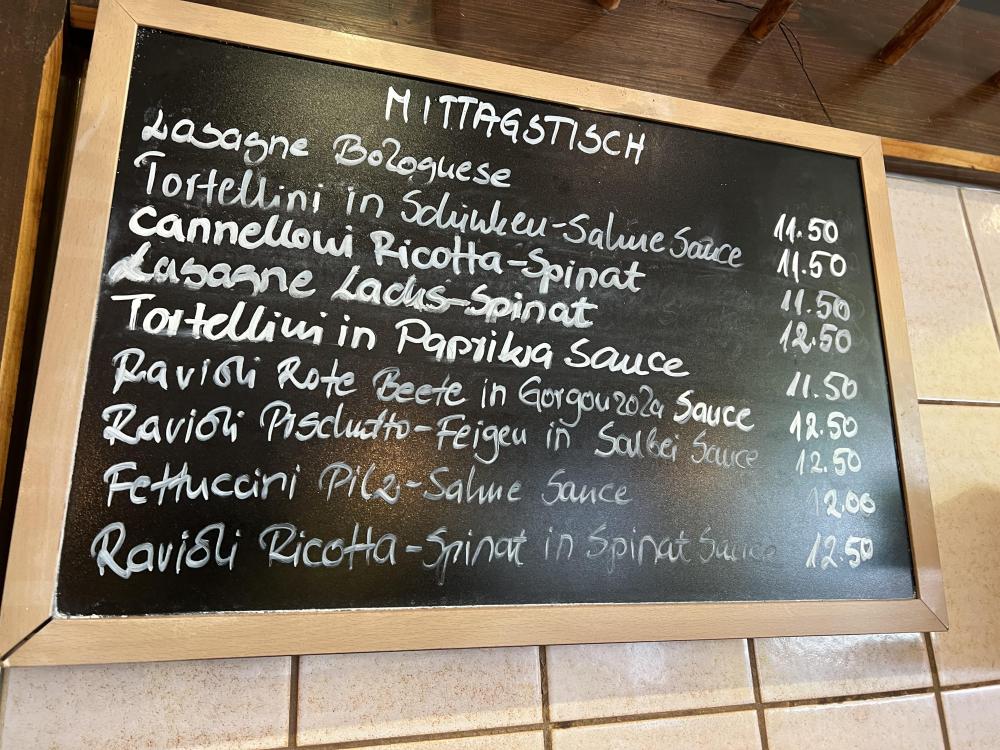 MITTAGSTISCH
Lasagne Bolognese 11.50
Tortellini in Schinken-Sahne Sauce 11.50
Cannelloni Ricotta-Spinat 11.50
Lasagne Lachs-Spinat 12.50
Tortellini in Paprika Sauce 11.50
Ravioli Rote Beete in Gorgonzola Sauce 12.50
Ravioli Pischutto-Feigen in Salbei Sauce 12.50
Fettuccini Pilz-Sahne Sauce 12.00
Ravioli Ricotta-Spinat in Spinat Sauce 12.50